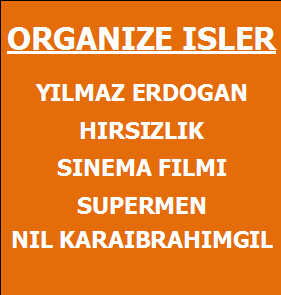 ORGANIZE ISLER
YILMAZ ERDOGAN
HIRSIZLIK
SINEMA FILMI
SUPERMEN
NIL KARAIBRAHIMGIL